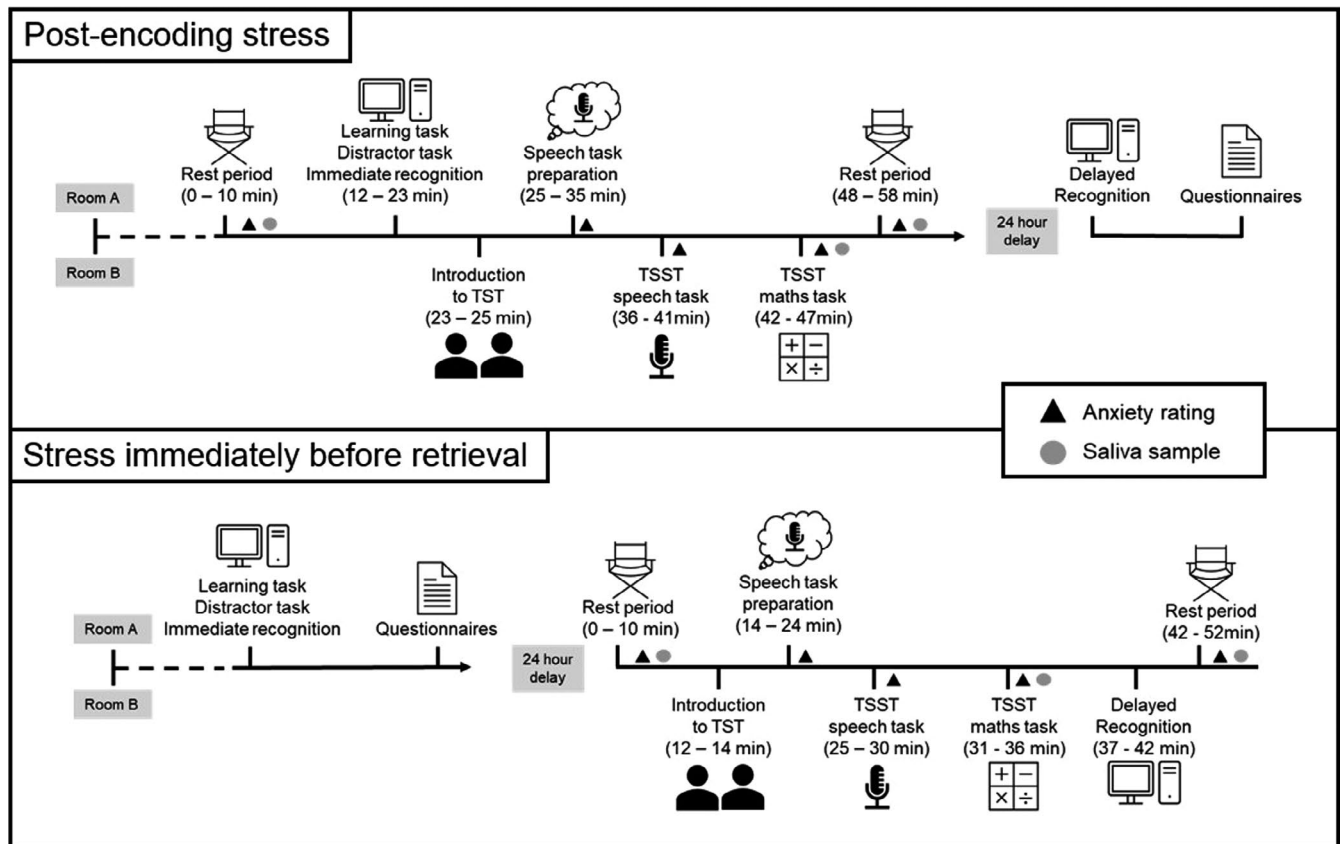 Post-encoding stress
Rest period
(0 – 10 min)
Learning task
Distractor task
Immediate recognition
(12 – 23 min)
Speech task
preparation
(25 – 35 min)
Rest period
(48 – 58 min)
Delayed
Recognition
Questionnaires
Room A
Room B
24 hour
delay
Introduction
to TST
(23 – 25 min)
TSST
speech task
(36 - 41min)
TSST
maths task
(42 - 47min)
+ −
× ÷
Anxiety rating
Saliva sample
Stress immediately before retrieval
Learning task
Distractor task
Immediate recognition
Questionnaires
Room A
Room B
24 hour
delay
Rest period
(0 – 10 min)
Speech task
preparation
(14 – 24 min)
Rest period
(42 - 52min)
Introduction
to TST
(12 – 14 min)
TSST
speech task
(25 – 30 min)
TSST
maths task
(31 - 36 min)
Delayed
Recognition
(37 - 42 min)
+ −
× ÷